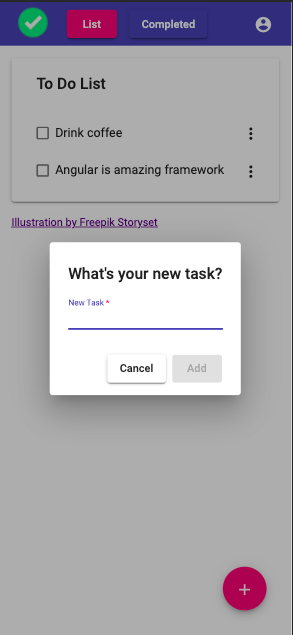 List
Completed
To Do List
Drink coffee
Angular is amazing framework
Illustration by Freepik Storyset
What's your new task?
New Task *
Cancel
Add